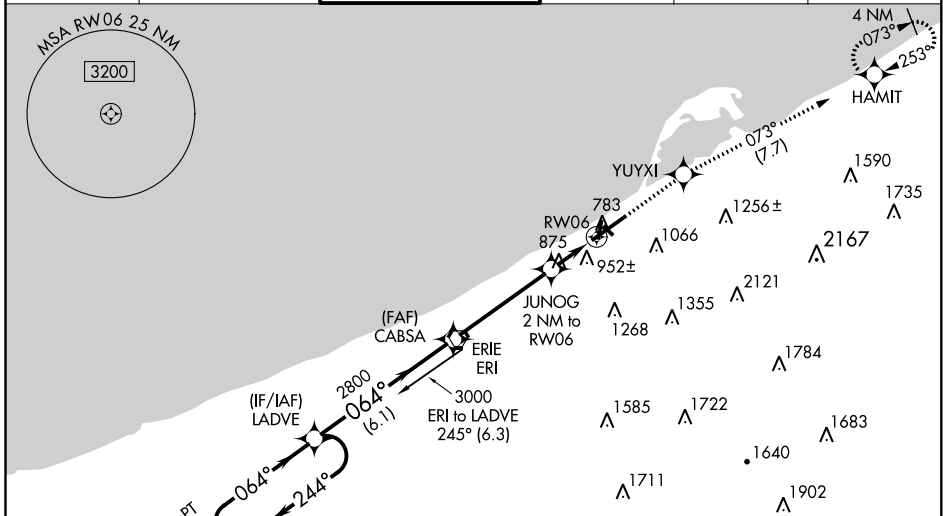 MSA RW06 25 NM
3200
4 NM
073°
253°
HAMIT
073°
(7.7)
YUYXI
1590
1735
783
RW06
1256±
875
1066
952±
2167
JUNOG
2 NM to
RW06
2121
1355
1268
(FAF)
CABSA
ERIE
ERI
1784
2800
064°
(6.1)
3000
ERI to LADVE
245° (6.3)
(IF/IAF)
LADVE
1585
1722
1683
1640
064°
244°
1711
1902
PT